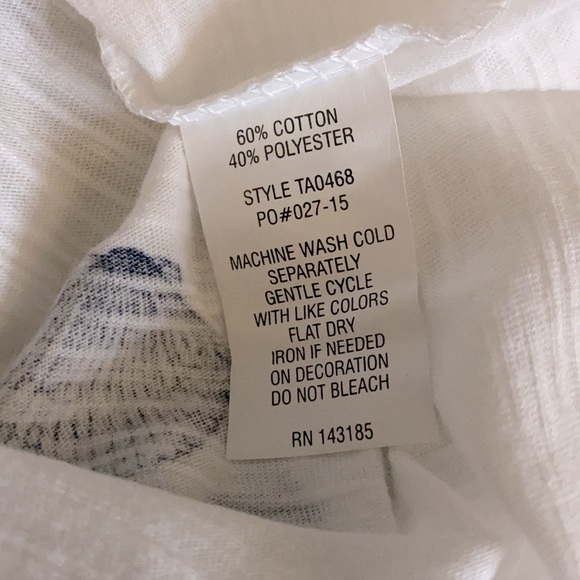 60% COTTON
40% POLYESTER
STYLE TA0468
PO#027-15
MACHINE WASH COLD
SEPARATELY
GENTLE CYCLE
WITH LIKE COLORS
FLAT DRY
IRON IF NEEDED
ON DECORATION
DO NOT BLEACH
RN 143185